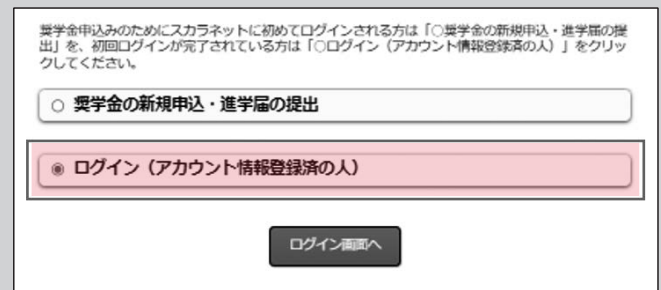 奨学金申込みのためにスカラネットに初めてログインされる方は「○奨学金の新規申込・進学届の提
出」を、初回ログインが完了されている方は「○ログイン（アカウント情報登録済の人）」をクリッ
クしてください。
○ 奨学金の新規申込・進学届の提出
◉ ログイン（アカウント情報登録済の人）
ログイン画面へ